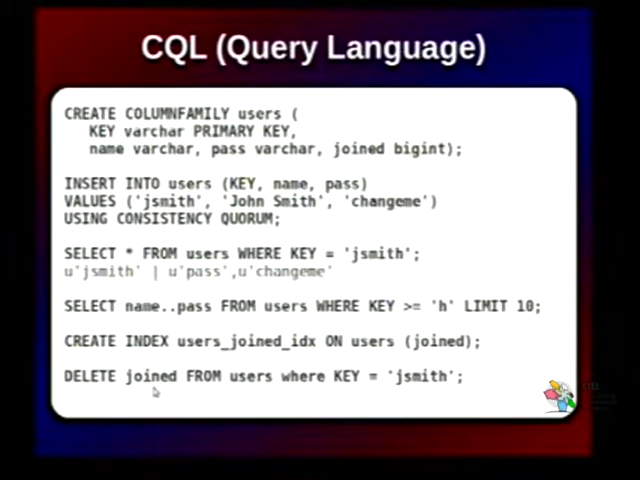 CQL (Query Language)
CREATE COLUMNFAMILY users (
KEY varchar PRIMARY KEY,
name varchar, pass varchar, joined bigint);
INSERT INTO users (KEY, name, pass)
VALUES ('jsmith', 'John Smith', 'changeme')
USING CONSISTENCY QUORUM;
SELECT * FROM users WHERE KEY = 'jsmith';
u'jsmith' | u'pass',u'changeme'
SELECT name..pass FROM users WHERE KEY >= 'h' LIMIT 10;
CREATE INDEX users_joined_idx ON users (joined);
DELETE joined FROM users where KEY = 'jsmith';